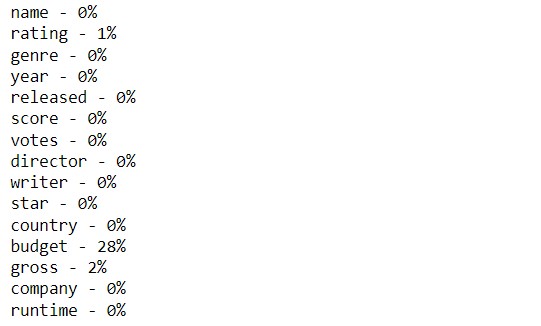 name - 0%
rating - 1%
genre - 0%
year - 0%
released - 0%
score - 0%
votes - 0%
director - 0%
writer - 0%
star - 0%
country - 0%
budget - 28%
gross - 2%
company - 0%
runtime - 0%